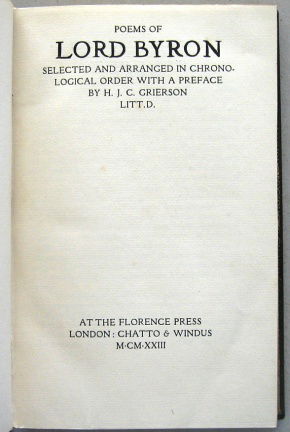 POEMS OF
LORD BYRON
SELECTED AND ARRANGED IN CHRONO-
LOGICAL ORDER WITH A PREFACE
BY H. J. C. GRIERSON
LITT.D.
AT THE FLORENCE PRESS
LONDON: CHATTO & WINDUS
M·CM·XXIII